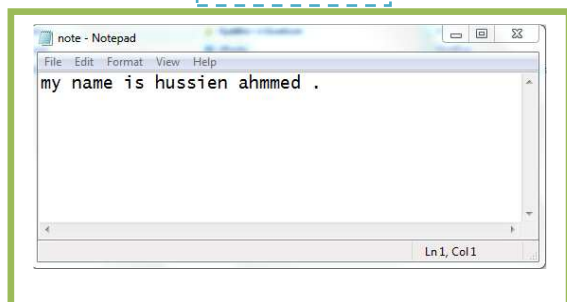 note - Notepad
File Edit Format View Help
my name is hussien ahmmed .
Ln 1, Col 1